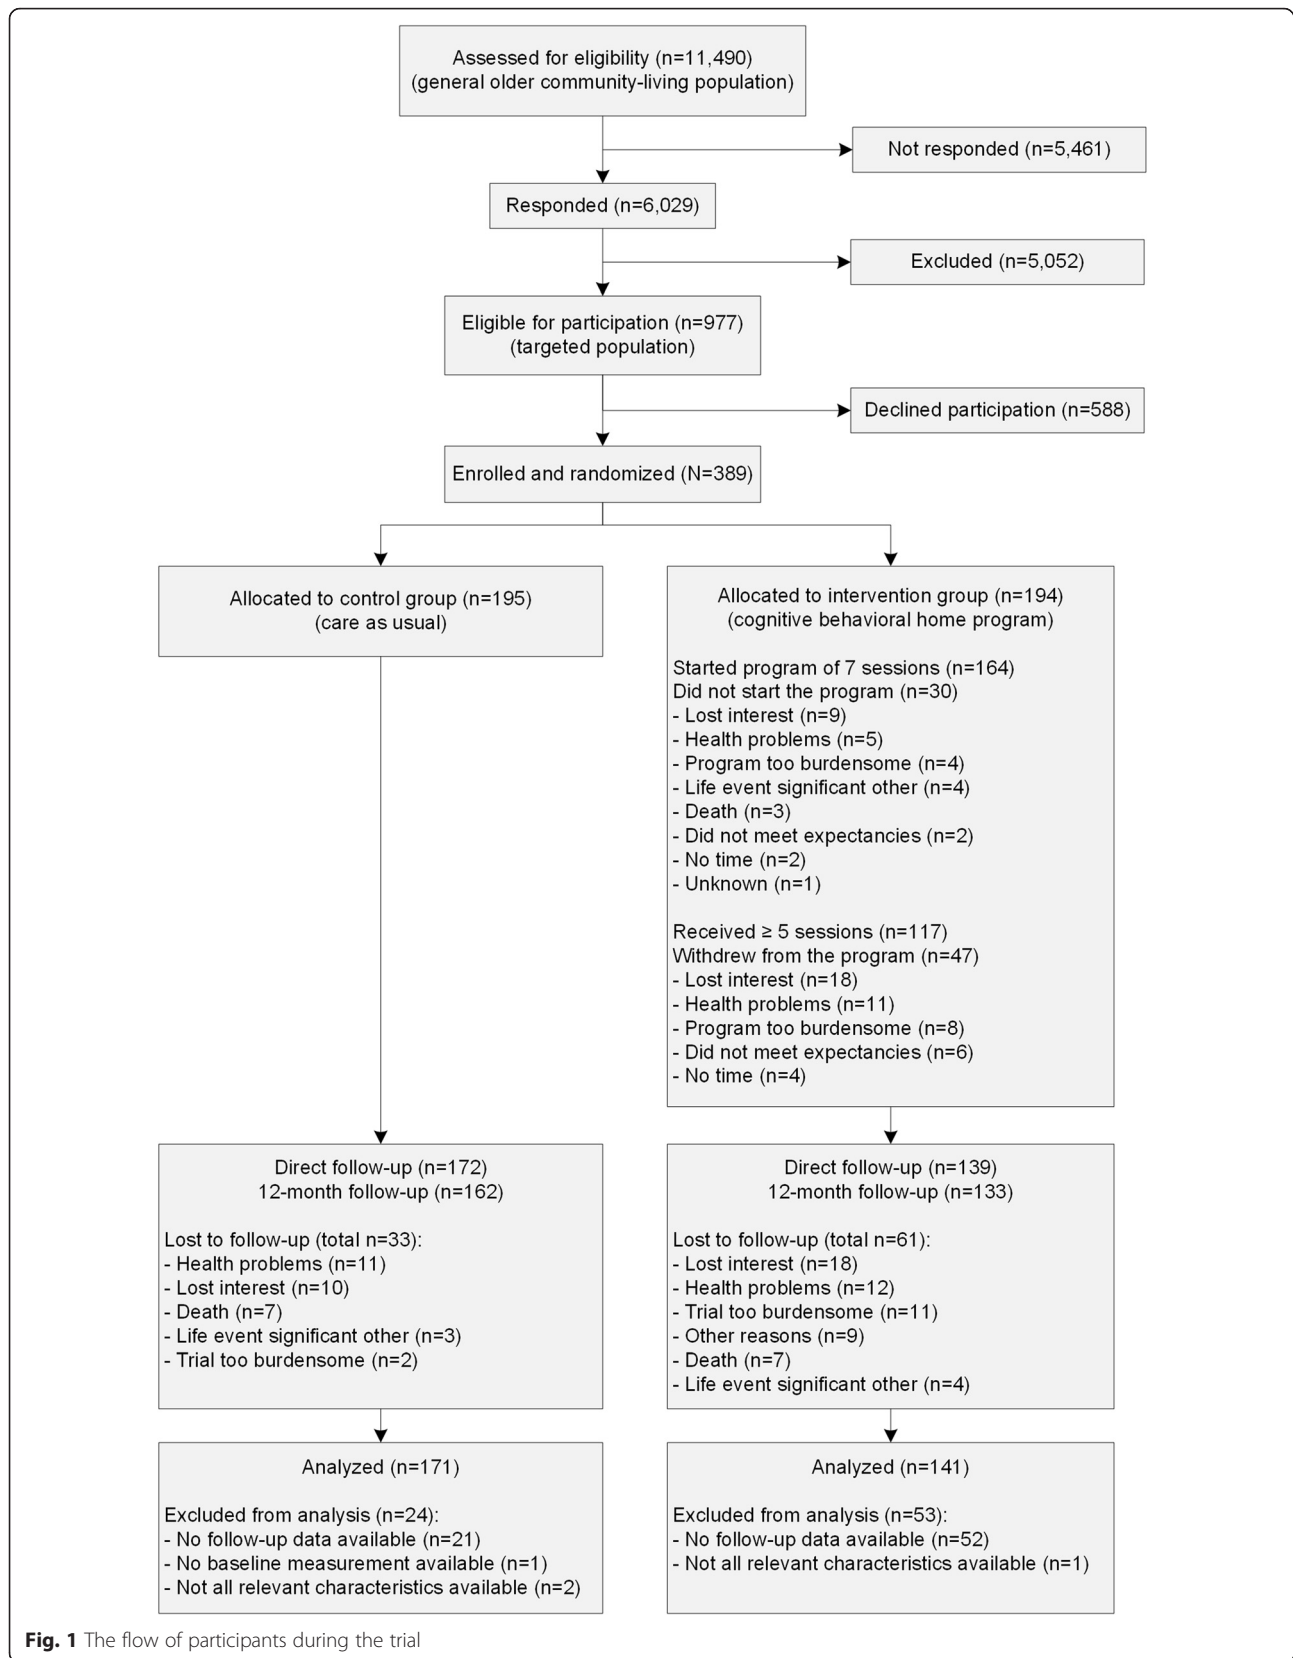 Assessed for eligibility (n=11,490)
(general older community-living population)
Not responded (n=5,461)
Responded (n=6,029)
Excluded (n=5,052)
Eligible for participation (n=977)
(targeted population)
Declined participation (n=588)
Enrolled and randomized (N=389)
Allocated to control group (n=195)
(care as usual)
Allocated to intervention group (n=194)
(cognitive behavioral home program)
Started program of 7 sessions (n=164)
Did not start the program (n=30)
- Lost interest (n=9)
- Health problems (n=5)
- Program too burdensome (n=4)
- Life event significant other (n=4)
- Death (n=3)
- Did not meet expectancies (n=2)
- No time (n=2)
- Unknown (n=1)
Received ≥ 5 sessions (n=117)
Withdrew from the program (n=47)
- Lost interest (n=18)
- Health problems (n=11)
- Program too burdensome (n=8)
- Did not meet expectancies (n=6)
- No time (n=4)
Direct follow-up (n=172)
12-month follow-up (n=162)
Lost to follow-up (total n=33):
- Health problems (n=11)
- Lost interest (n=10)
- Death (n=7)
- Life event significant other (n=3)
- Trial too burdensome (n=2)
Direct follow-up (n=139)
12-month follow-up (n=133)
Lost to follow-up (total n=61):
- Lost interest (n=18)
- Health problems (n=12)
- Trial too burdensome (n=11)
- Other reasons (n=9)
- Death (n=7)
- Life event significant other (n=4)
Analyzed (n=171)
Excluded from analysis (n=24):
- No follow-up data available (n=21)
- No baseline measurement available (n=1)
- Not all relevant characteristics available (n=2)
Analyzed (n=141)
Excluded from analysis (n=53):
- No follow-up data available (n=52)
- Not all relevant characteristics available (n=1)
Fig. 1 The flow of participants during the trial